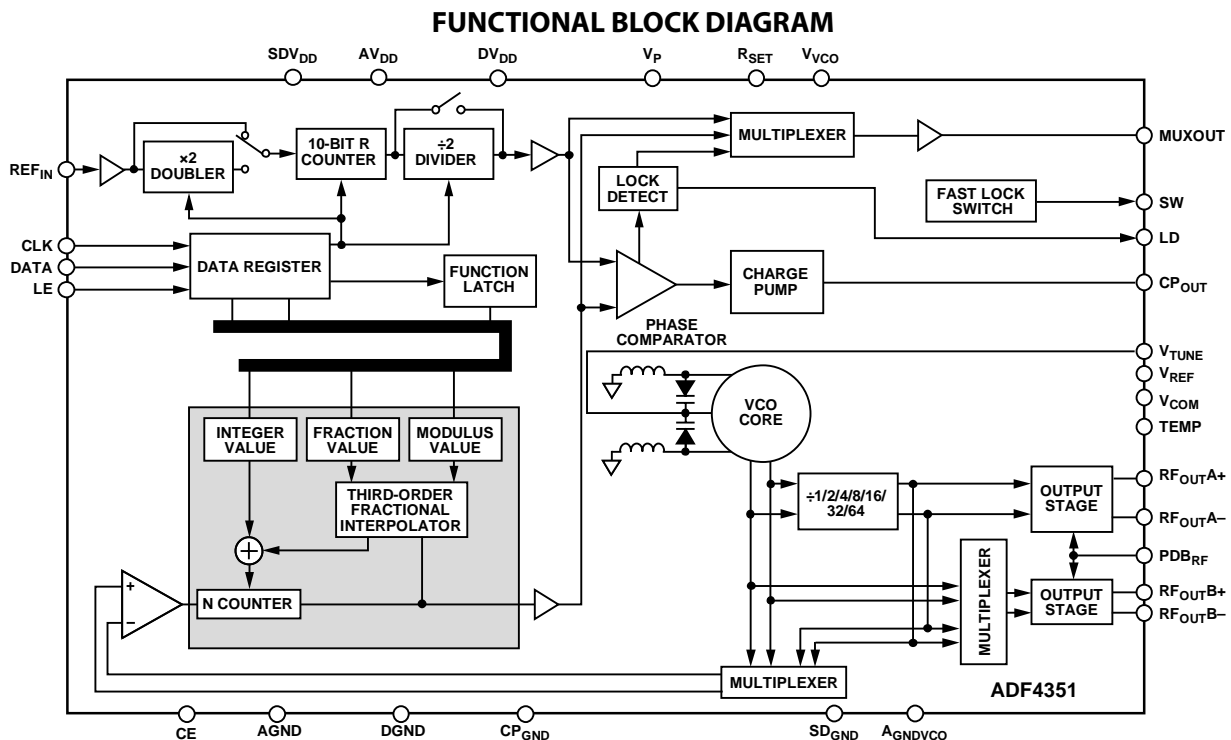 FUNCTIONAL BLOCK DIAGRAM
SDVDD
AVDD
DVDD
VP
RSET
VVCO
REFIN
×2
DOUBLER
10-BIT R
COUNTER
÷2
DIVIDER
MULTIPLEXER
MUXOUT
LOCK
DETECT
FAST LOCK
SWITCH
SW
LD
CLK
DATA
LE
DATA REGISTER
FUNCTION
LATCH
CHARGE
PUMP
CPOUT
PHASE
COMPARATOR
VTUNE
VREF
VCOM
TEMP
VCO
CORE
INTEGER
VALUE
FRACTION
VALUE
MODULUS
VALUE
THIRD-ORDER
FRACTIONAL
INTERPOLATOR
+
–
N COUNTER
÷1/2/4/8/16/
32/64
OUTPUT
STAGE
RFOUTA+
RFOUTA–
PDBRF
MULTIPLEXER
OUTPUT
STAGE
RFOUTB+
RFOUTB–
MULTIPLEXER
ADF4351
CE
AGND
DGND
CPGND
SDGND
AGNDVCO